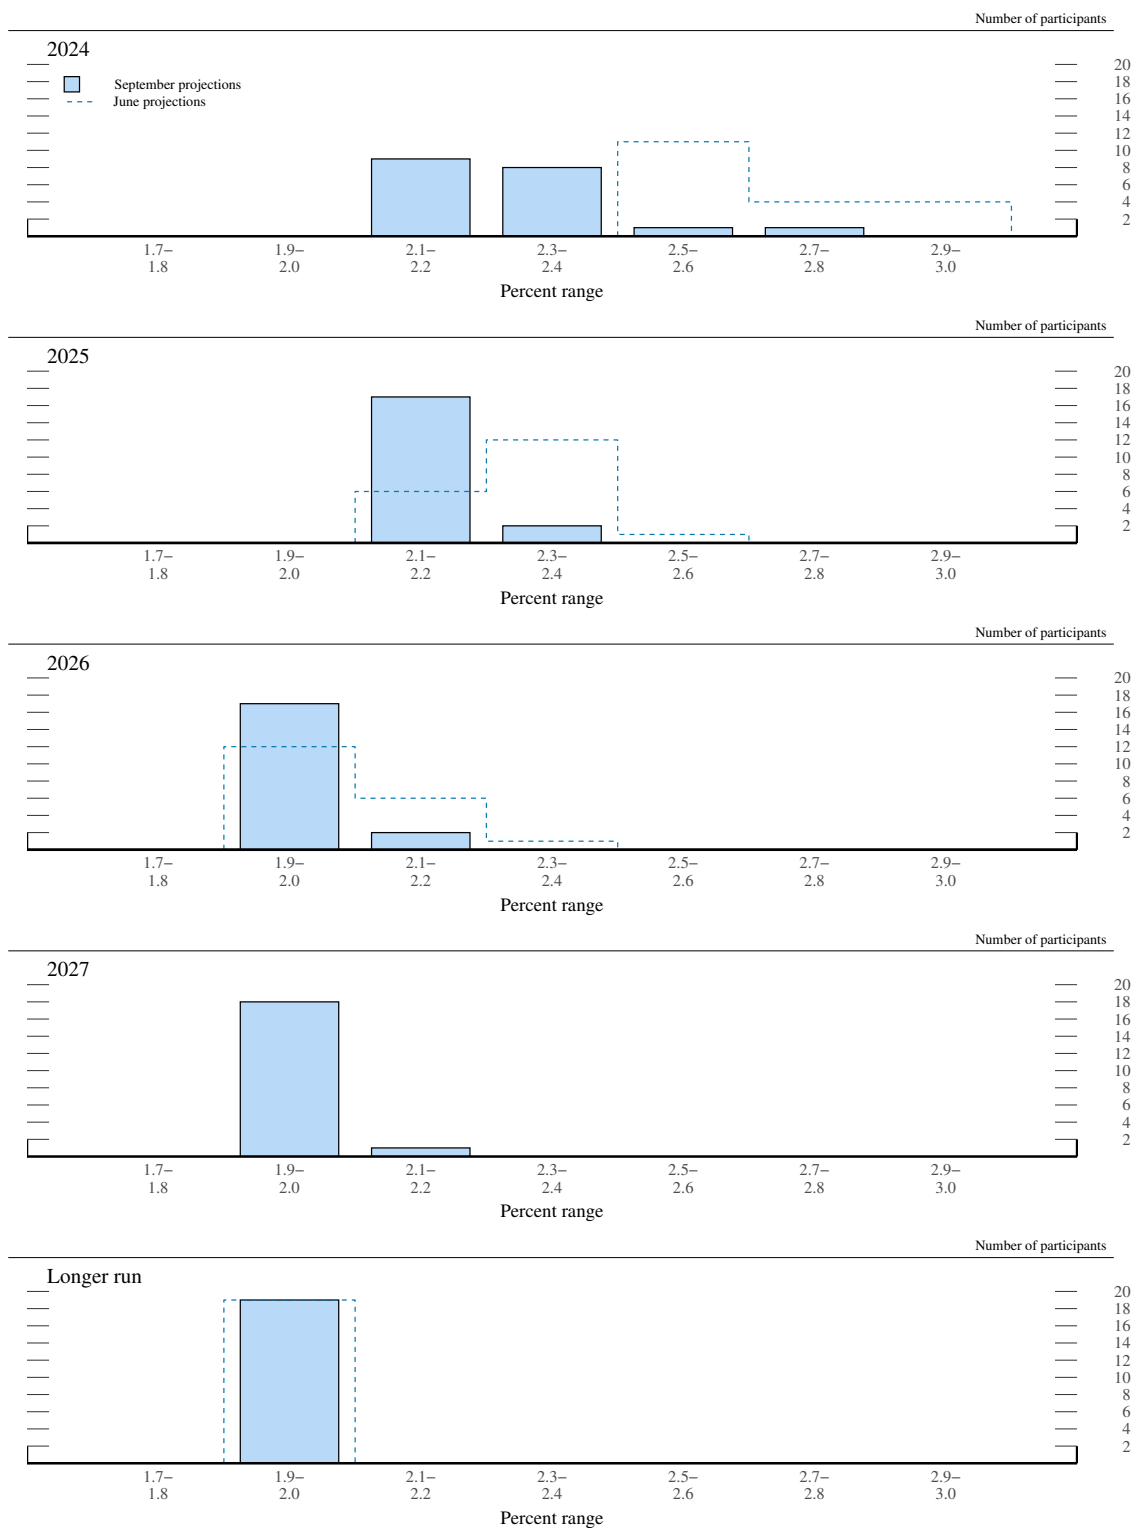 Number of participants
2024
September projections
June projections
20
18
16
14
12
10
8
6
4
2
1.7– 1.9– 2.1– 2.3– 2.5– 2.7– 2.9–
1.8 2.0 2.2 2.4 2.6 2.8 3.0
Percent range
Number of participants
2025
20
18
16
14
12
10
8
6
4
2
1.7– 1.9– 2.1– 2.3– 2.5– 2.7– 2.9–
1.8 2.0 2.2 2.4 2.6 2.8 3.0
Percent range
Number of participants
2026
20
18
16
14
12
10
8
6
4
2
1.7– 1.9– 2.1– 2.3– 2.5– 2.7– 2.9–
1.8 2.0 2.2 2.4 2.6 2.8 3.0
Percent range
Number of participants
2027
20
18
16
14
12
10
8
6
4
2
1.7– 1.9– 2.1– 2.3– 2.5– 2.7– 2.9–
1.8 2.0 2.2 2.4 2.6 2.8 3.0
Percent range
Number of participants
Longer run
20
18
16
14
12
10
8
6
4
2
1.7– 1.9– 2.1– 2.3– 2.5– 2.7– 2.9–
1.8 2.0 2.2 2.4 2.6 2.8 3.0
Percent range